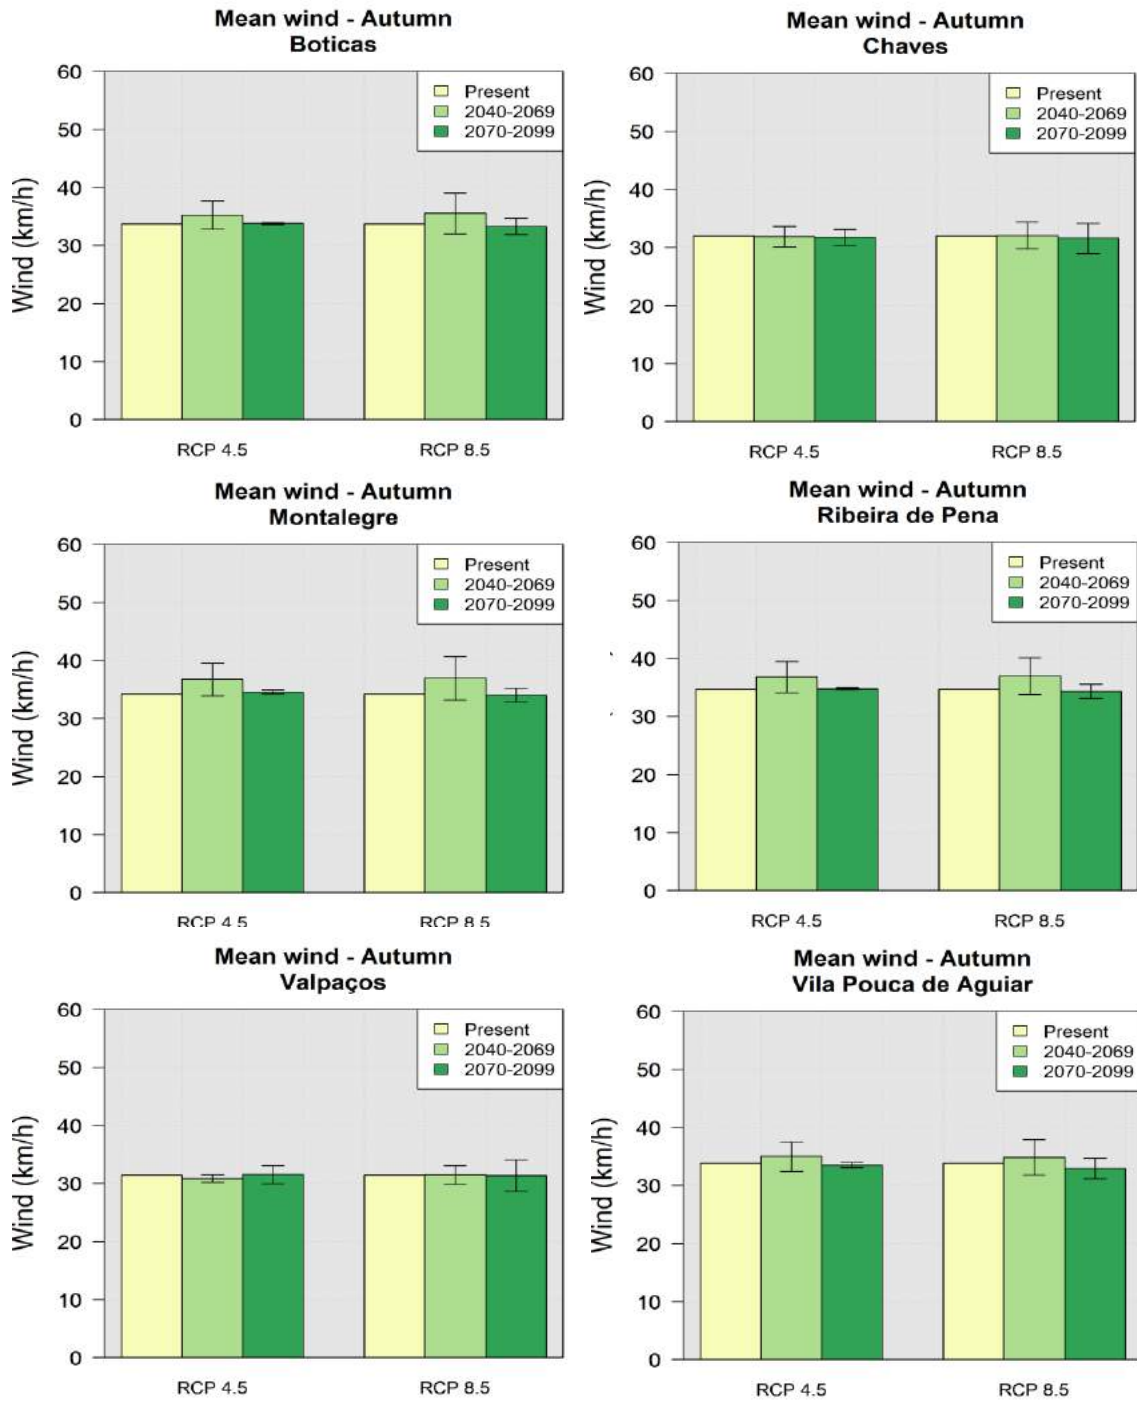 Mean wind - Autumn
Boticas
Wind (km/h)
60
50
40
30
20
10
0
Present
2040-2069
2070-2099
RCP 4.5
RCP 8.5
Mean wind - Autumn
Chaves
Wind (km/h)
60
50
40
30
20
10
0
Present
2040-2069
2070-2099
RCP 4.5
RCP 8.5
Mean wind - Autumn
Montalegre
Wind (km/h)
60
50
40
30
20
10
0
Present
2040-2069
2070-2099
RCP 4.5
RCP 8.5
Mean wind - Autumn
Ribeira de Pena
60
50
40
30
20
10
0
Present
2040-2069
2070-2099
RCP 4.5
RCP 8.5
Mean wind - Autumn
Valpaços
Wind (km/h)
60
50
40
30
20
10
0
Present
2040-2069
2070-2099
RCP 4.5
RCP 8.5
Mean wind - Autumn
Vila Pouca de Aguiar
Wind (km/h)
60
50
40
30
20
10
0
Present
2040-2069
2070-2099
RCP 4.5
RCP 8.5